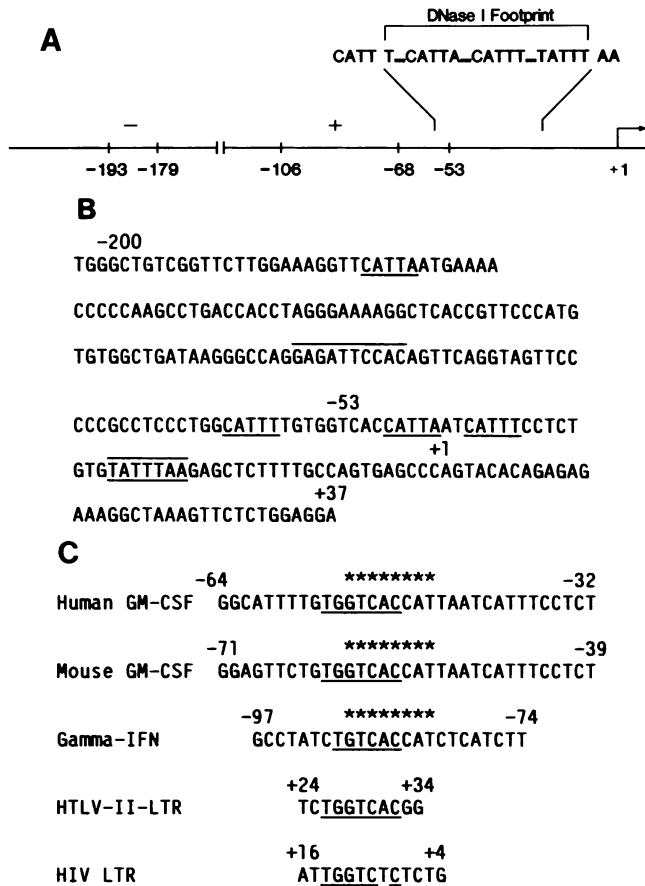 A
DNase I Footprint
CATT T_CATTA_CATTT_TATTT AA
− +
−193 −179 −106 −68 −53 +1
B
−200
TGGGCTGTCGGTTCTTGGAAAGGTTCATTAATGAAAA
CCCCCAAGCCTGACCACCTAGGGAAAAGGCTCACCGTTCCCATG
TGTGGCTGATAAGGGCCAGGAGATTCCACAGTTCAGGTAGTTCC
−53
CCCGCCTCCCTGGCATTTTGTGGTCACCATTAATCATTTCCTCT
+1
GTGTATTTAAGAGCTCTTTTGCCAGTGAGCCCAGTACACAGAGAG
+37
AAAGGCTAAAGTTCTCTGGAGGA
C
−64 ******** −32
Human GM-CSF GGCATTTTGTGGTCACCATTAATCATTTCCTCT
−71 ******** −39
Mouse GM-CSF GGAGTTCTGTGGTCACCATTAATCATTTCCTCT
−97 ******** −74
Gamma-IFN GCCTATCTGTCACCATCTCATCTT
+24 +34
HTLV-II-LTR TCTGGTCACGG
+16 +4
HIV LTR ATTGGTCTCTCTG